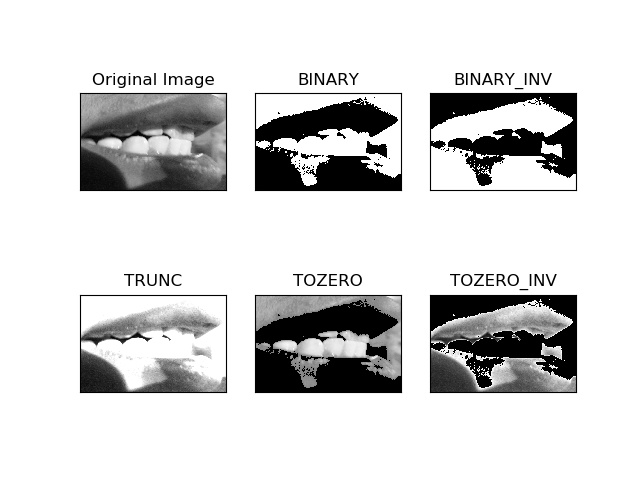 Original Image
BINARY
BINARY_INV
TRUNC
TOZERO
TOZERO_INV